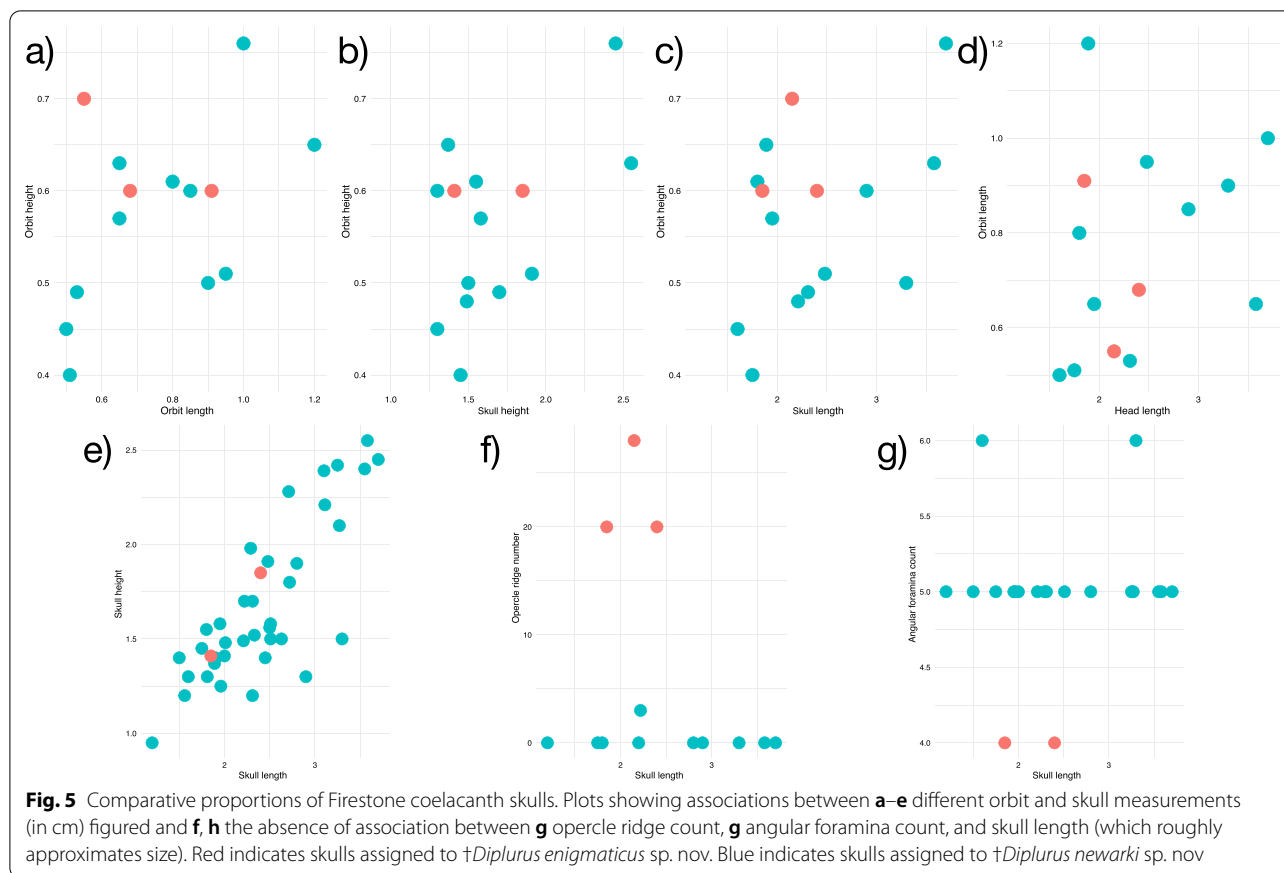 a)
b)
c)
d)
0.7
0.6
0.5
0.4
Orbit height
0.6 0.8 1.0 1.2
Orbit length
0.7
0.6
0.5
0.4
Orbit height
1.0 1.5 2.0 2.5
Skull height
0.7
0.6
0.5
0.4
Orbit height
2 3
Skull length
1.2
1.0
0.8
0.6
Orbit length
2 3
Head length
e)
f)
g)
2.5
2.0
1.5
1.0
Skull height
2 3
Skull length
20
10
0
Opercle ridge number
2 3
Skull length
6.0
5.5
5.0
4.5
4.0
Angular foramina count
2 3
Skull length
Fig. 5 Comparative proportions of Firestone coelacanth skulls. Plots showing associations between a–e different orbit and skull measurements
(in cm) figured and f, h the absence of association between g opercle ridge count, g angular foramina count, and skull length (which roughly
approximates size). Red indicates skulls assigned to †Diplurus enigmaticus sp. nov. Blue indicates skulls assigned to †Diplurus newarki sp. nov